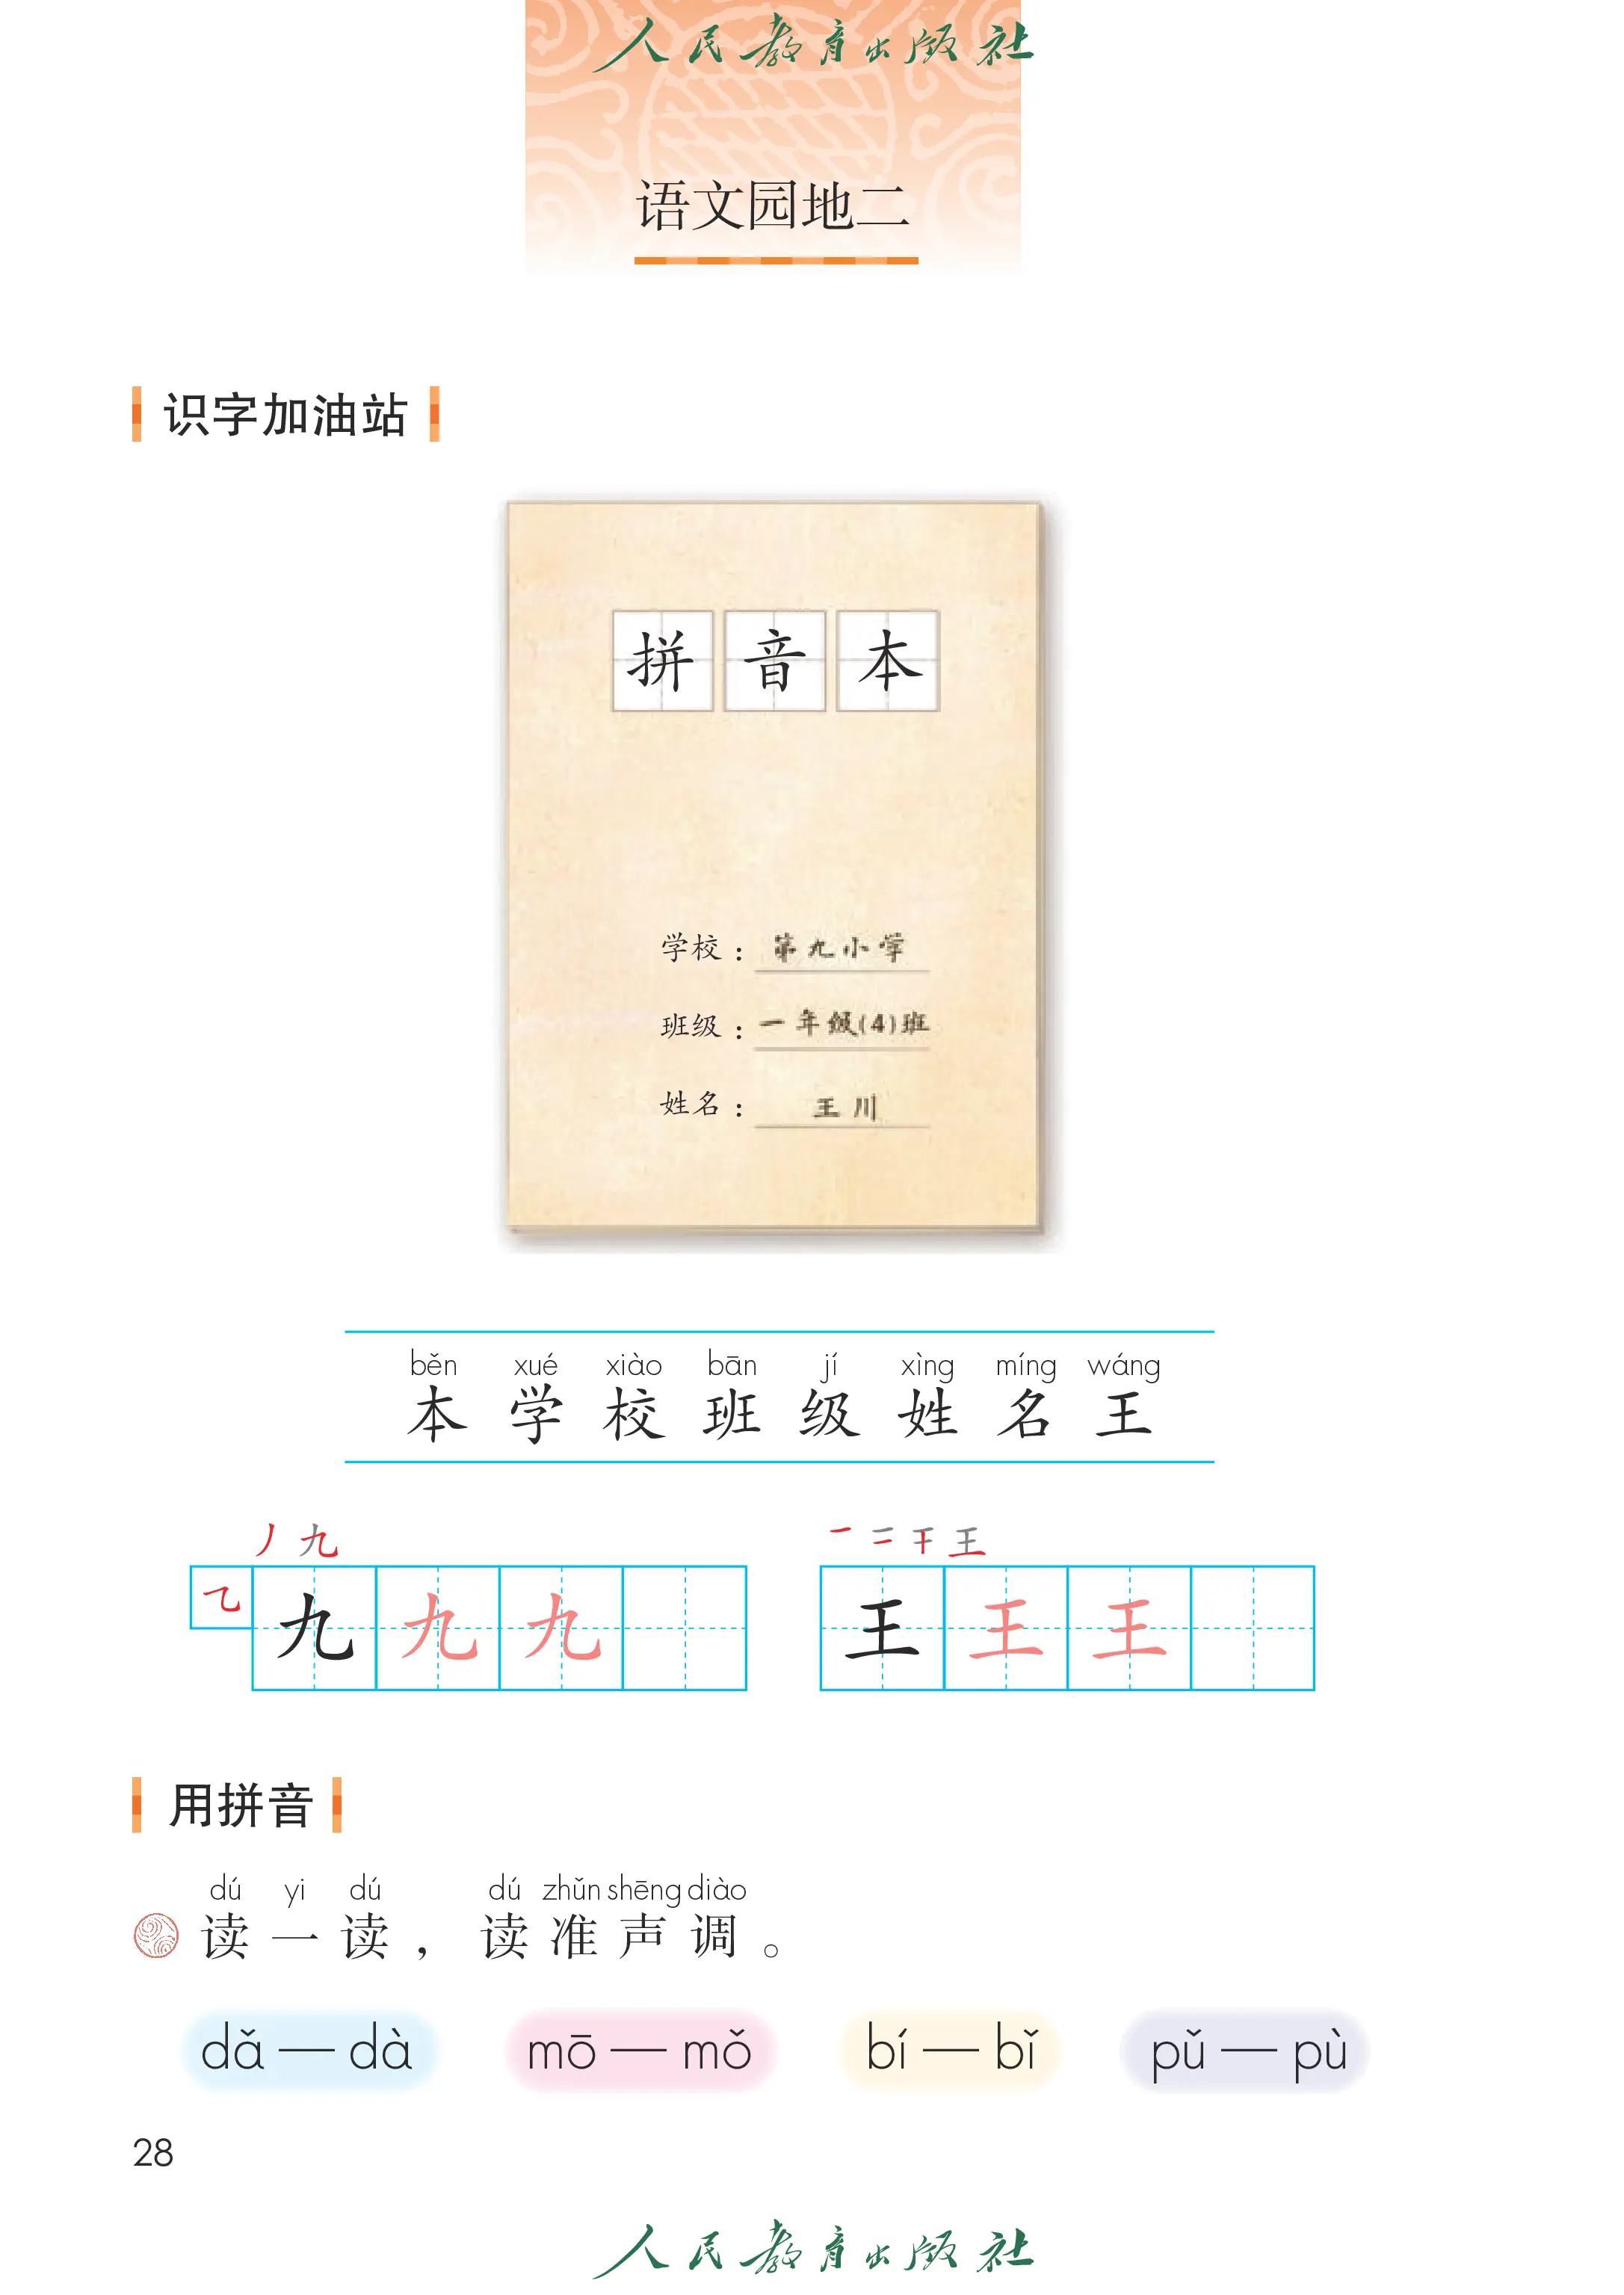 人民教育出版社
语文园地二
识字加油站
拼音本
学校：第九小学
班级：一年级(4)班
姓名：王川
běn xué xiào bān jí xìng míng wáng
本 学 校 班 级 姓 名 王
丿 九
一 二 干 王
乁 九 九 九
王 王 王
用拼音
dú yi dú dú zhǔn shēng diào
读一读，读准声调。
dǎ — dà mō — mǒ bí — bǐ pǔ — pù
28
人民教育出版社